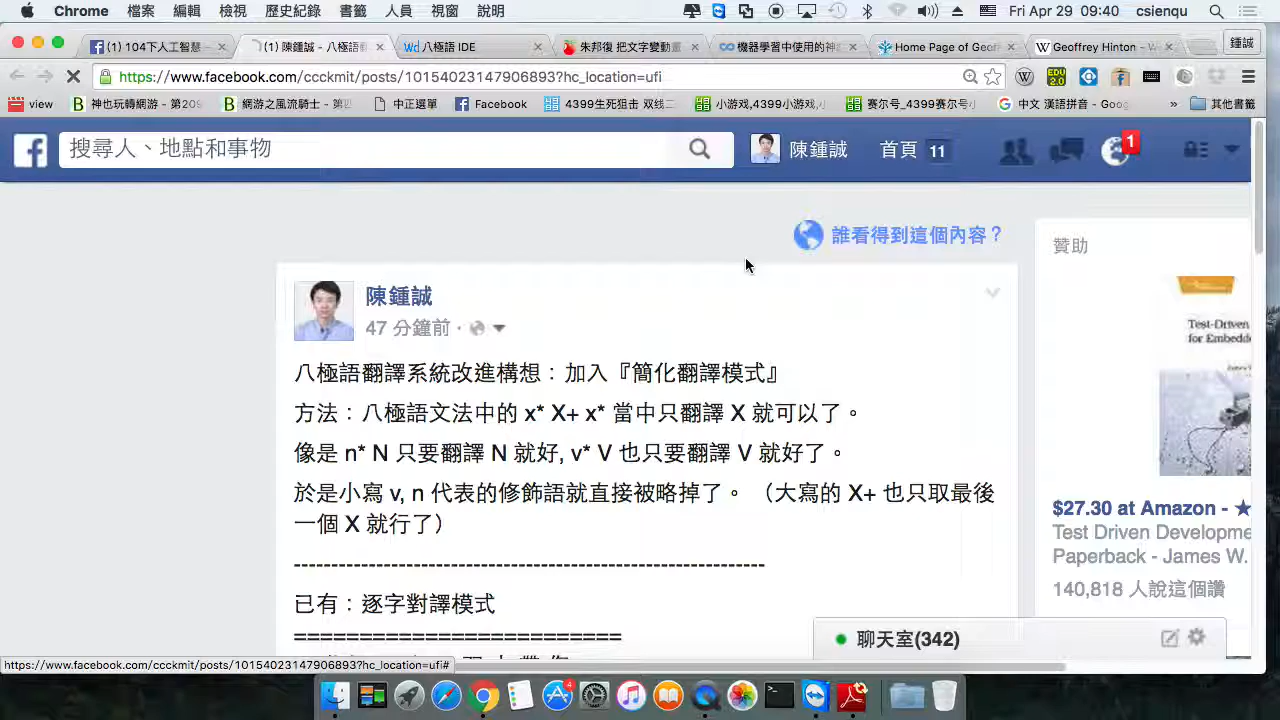 Chrome 檔案 編輯 檢視 歷史紀錄 書籤 人員 視窗 說明 Fri Apr 29 09:40 csienqu
(1) 104下人工智慧 (1) 陳鍾誠 - 八極語翻 八極語 IDE 朱邦復 把文字變動畫 機器學習中使用的神 Home Page of Geof Geoffrey Hinton - W 鍾誠
https://www.facebook.com/ccckmit/posts/10154023147906893?hc_location=ufi
view 神也玩轉網游 - 第209 網游之風流騎士 - 第四 中正選單 Facebook 4399生死狙击 双线二 小游戏,4399小游戏,小 赛尔号_4399赛尔号小 中文 漢語拼音 - Goog » 其他書籤
搜尋人、地點和事物 陳鍾誠 首頁 11 1
誰看得到這個內容?
贊助
陳鍾誠
47 分鐘前 ·
八極語翻譯系統改進構想：加入『簡化翻譯模式』
方法：八極語文法中的 x* X+ x* 當中只翻譯 X 就可以了。
像是 n* N 只要翻譯 N 就好, v* V 也只要翻譯 V 就好了。
於是小寫 v, n 代表的修飾語就直接被略掉了。（大寫的 X+ 也只取最後
一個 X 就行了）
---------------------------------------------------------------
已有：逐字對譯模式
=========================
Test-Driven
for Embedde
$27.30 at Amazon - ★
Test Driven Developme
Paperback - James W.
140,818 人說這個讚
聊天室(342)
https://www.facebook.com/ccckmit/posts/10154023147906893?hc_location=ufi#
4